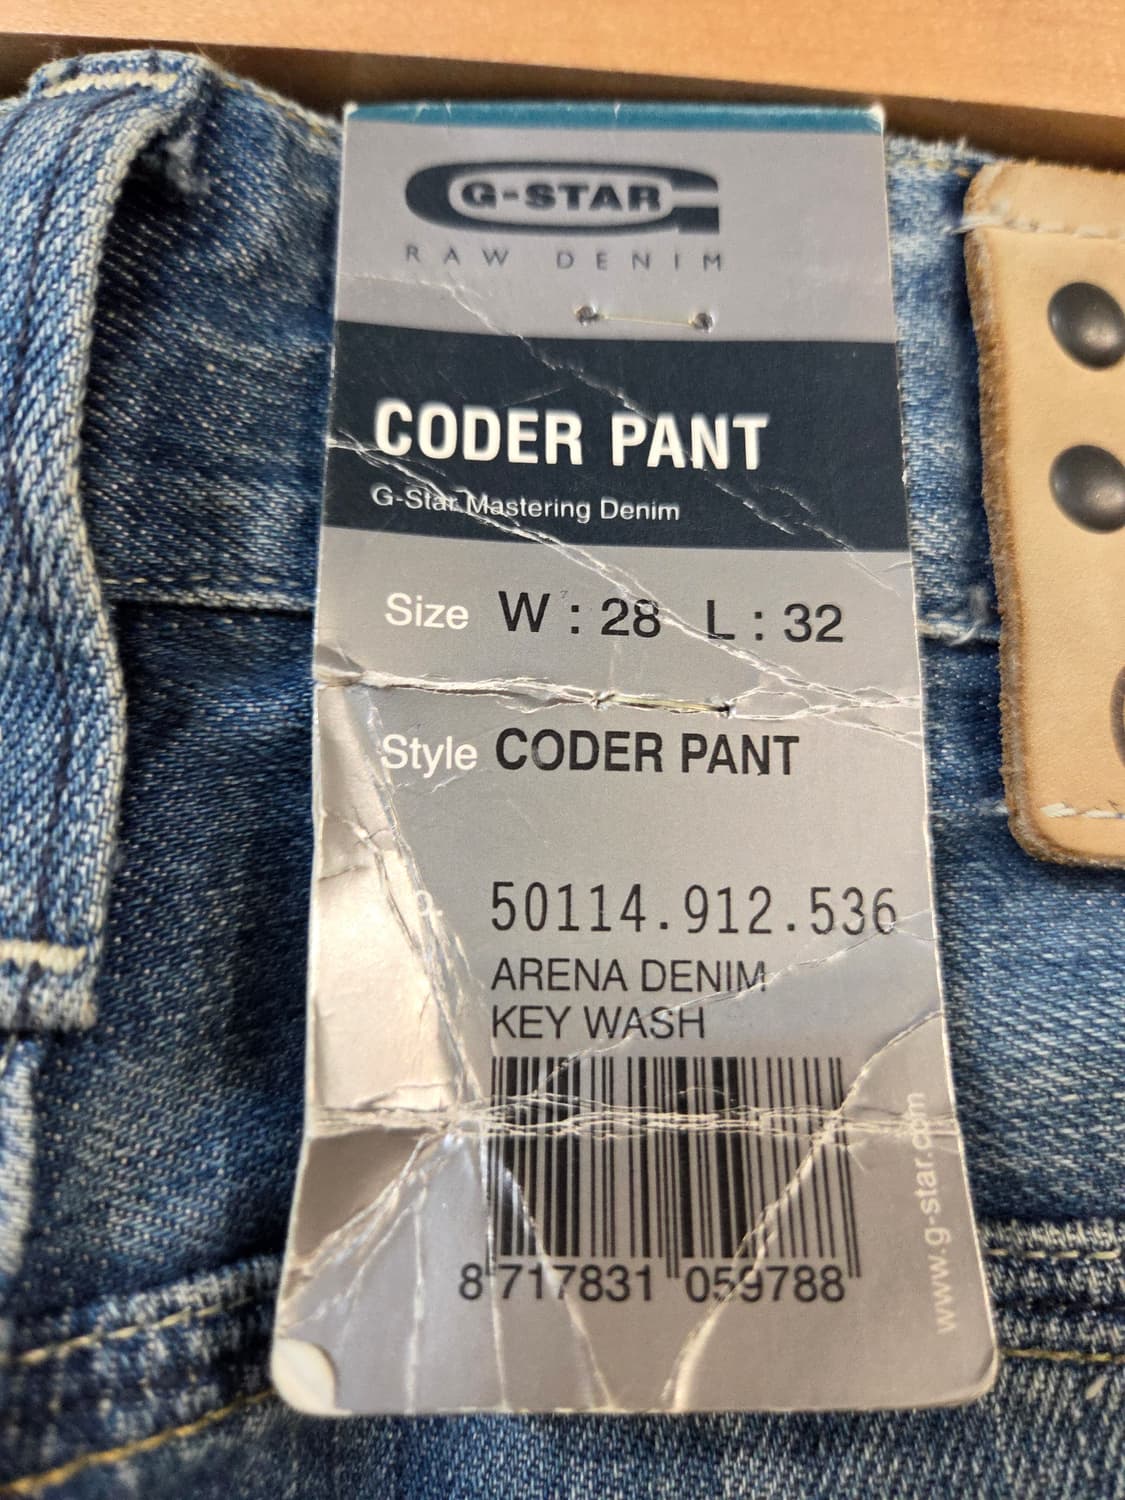 G-STAR
RAW DENIM
CODER PANT
G-Star Mastering Denim
Size W : 28 L : 32
Style CODER PANT
50114.912.536
ARENA DENIM
KEY WASH
8 717831 059788
www.g-star.com